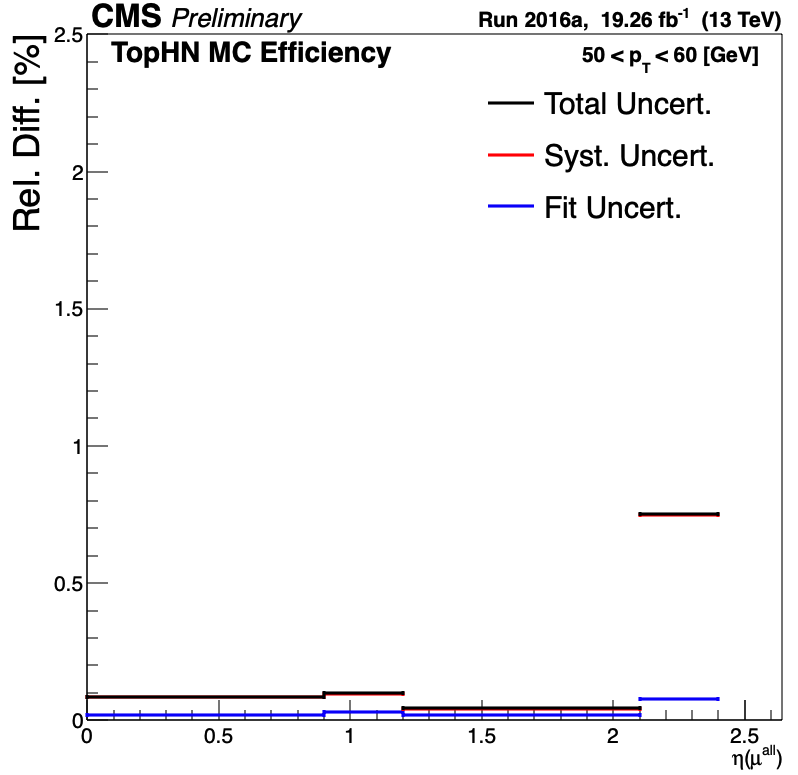 CMS Preliminary
Run 2016a, 19.26 fb⁻¹ (13 TeV)
TopHN MC Efficiency
50 < p_T < 60 [GeV]
Total Uncert.
Syst. Uncert.
Fit Uncert.
Rel. Diff. [%]
2.5
2
1.5
1
0.5
0
0 0.5 1 1.5 2 2.5
η(μ^all)